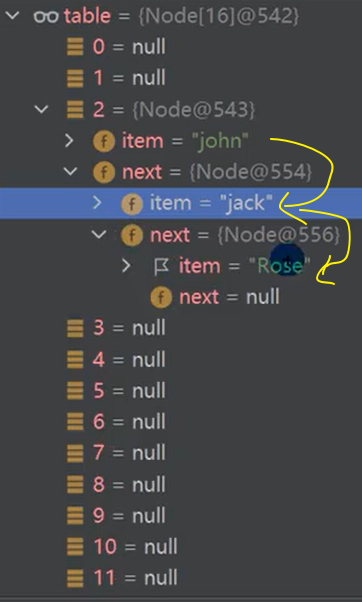 table = {Node[16]@542}
0 = null
1 = null
2 = {Node@543}
item = "john"
next = {Node@554}
item = "jack"
next = {Node@556}
item = "Rose"
next = null
3 = null
4 = null
5 = null
6 = null
7 = null
8 = null
9 = null
10 = null
11 = null